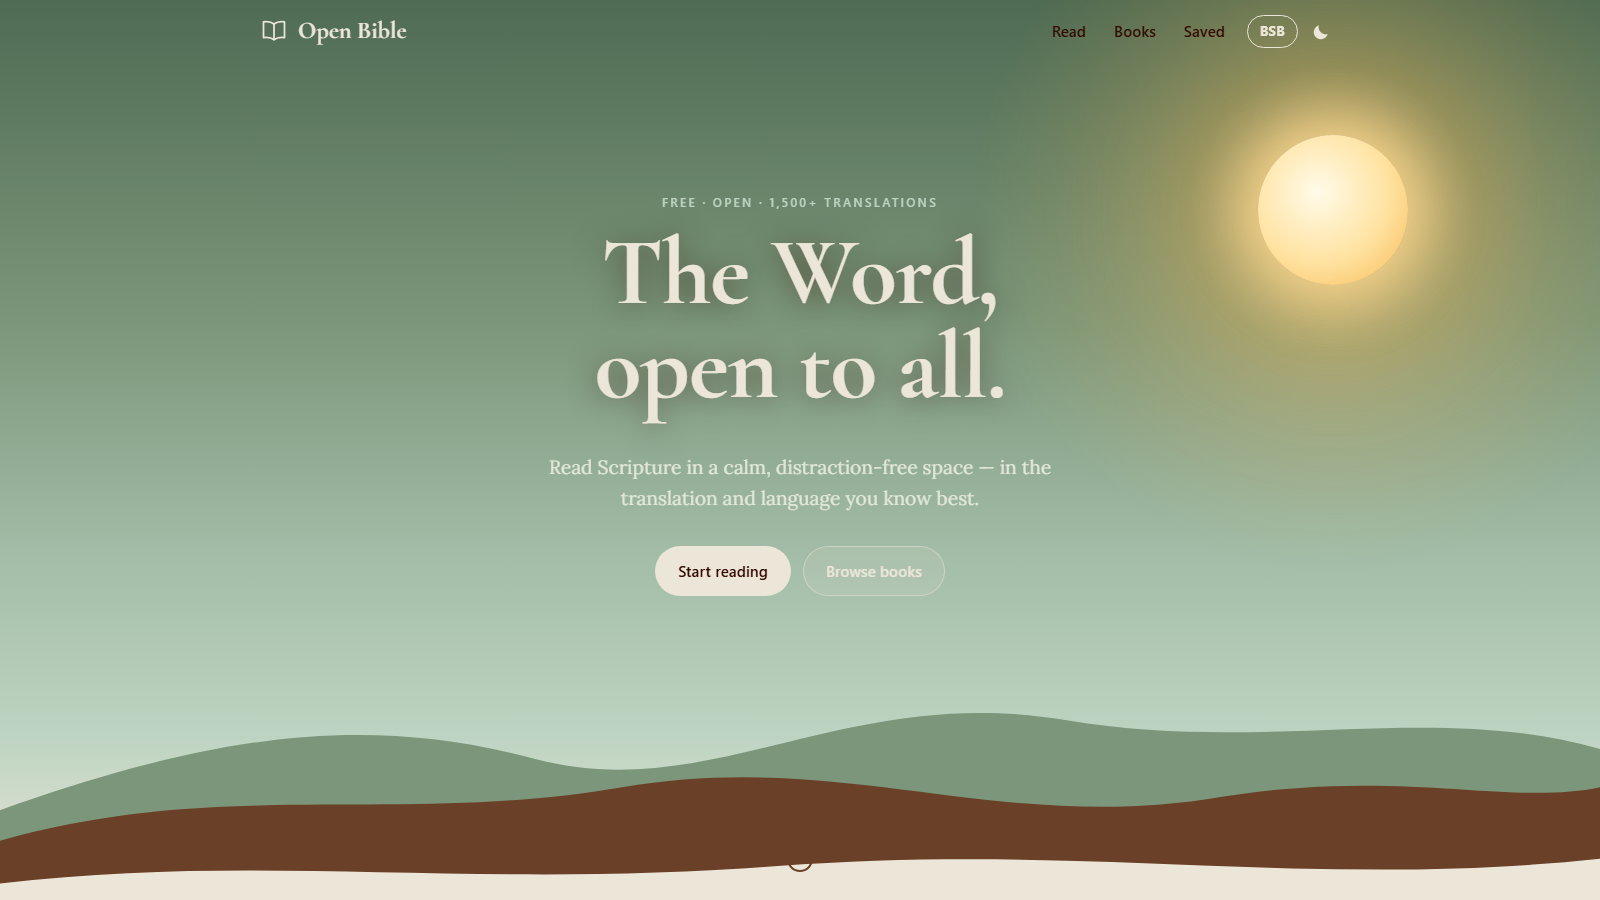 Open Bible
Read
Books
Saved
BSB
FREE · OPEN · 1,500+ TRANSLATIONS
The Word,
open to all.
Read Scripture in a calm, distraction-free space — in the
translation and language you know best.
Start reading
Browse books